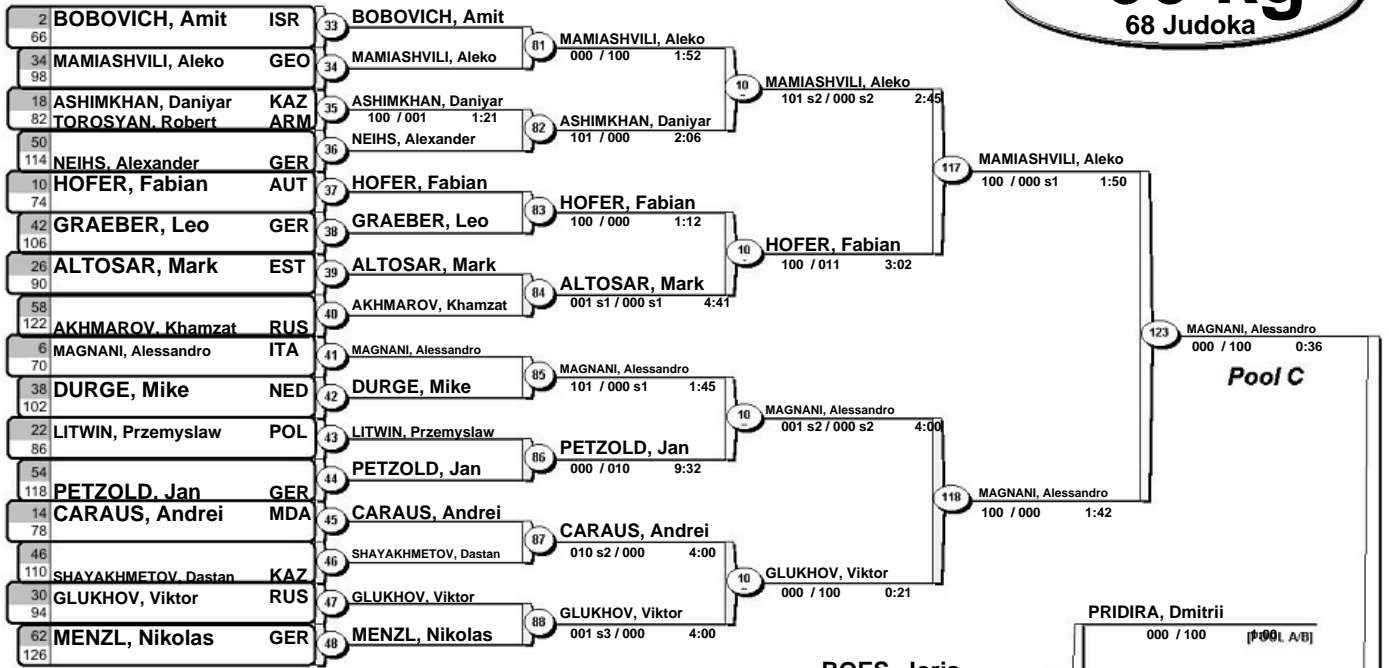 68 Judoka
2 BOBOVICH, Amit ISR
66
34 MAMIASHVILI, Aleko GEO
98
18 ASHIMKHAN, Daniyar KAZ
82 TOROSYAN, Robert ARM
50
114 NEIHS, Alexander GER
10 HOFER, Fabian AUT
74
42 GRAEBER, Leo GER
106
26 ALTOSAR, Mark EST
90
58
122 AKHMAROV, Khamzat RUS
6 MAGNANI, Alessandro ITA
70
38 DURGE, Mike NED
102
22 LITWIN, Przemyslaw POL
86
54
118 PETZOLD, Jan GER
14 CARAUS, Andrei MDA
78
46
110 SHAYAKHMETOV, Dastan KAZ
30 GLUKHOV, Viktor RUS
94
62 MENZL, Nikolas GER
126
33 BOBOVICH, Amit
34 MAMIASHVILI, Aleko
35 ASHIMKHAN, Daniyar
100 / 001 1:21
36 NEIHS, Alexander
37 HOFER, Fabian
38 GRAEBER, Leo
39 ALTOSAR, Mark
40 AKHMAROV, Khamzat
41 MAGNANI, Alessandro
42 DURGE, Mike
43 LITWIN, Przemyslaw
44 PETZOLD, Jan
45 CARAUS, Andrei
46 SHAYAKHMETOV, Dastan
47 GLUKHOV, Viktor
48 MENZL, Nikolas
81 MAMIASHVILI, Aleko
000 / 100 1:52
82 ASHIMKHAN, Daniyar
101 / 000 2:06
83 HOFER, Fabian
100 / 000 1:12
84 ALTOSAR, Mark
001 s1 / 000 s1 4:41
85 MAGNANI, Alessandro
101 / 000 s1 1:45
86 PETZOLD, Jan
000 / 010 9:32
87 CARAUS, Andrei
010 s2 / 000 4:00
88 GLUKHOV, Viktor
001 s3 / 000 4:00
10 MAMIASHVILI, Aleko
101 s2 / 000 s2 2:45
10 HOFER, Fabian
100 / 011 3:02
10 MAGNANI, Alessandro
001 s2 / 000 s2 4:00
10 GLUKHOV, Viktor
000 / 100 0:21
117 MAMIASHVILI, Aleko
100 / 000 s1 1:50
118 MAGNANI, Alessandro
100 / 000 1:42
123 MAGNANI, Alessandro
000 / 100 0:36
Pool C
PRIDIRA, Dmitrii
000 / 100 [POOL A/B]